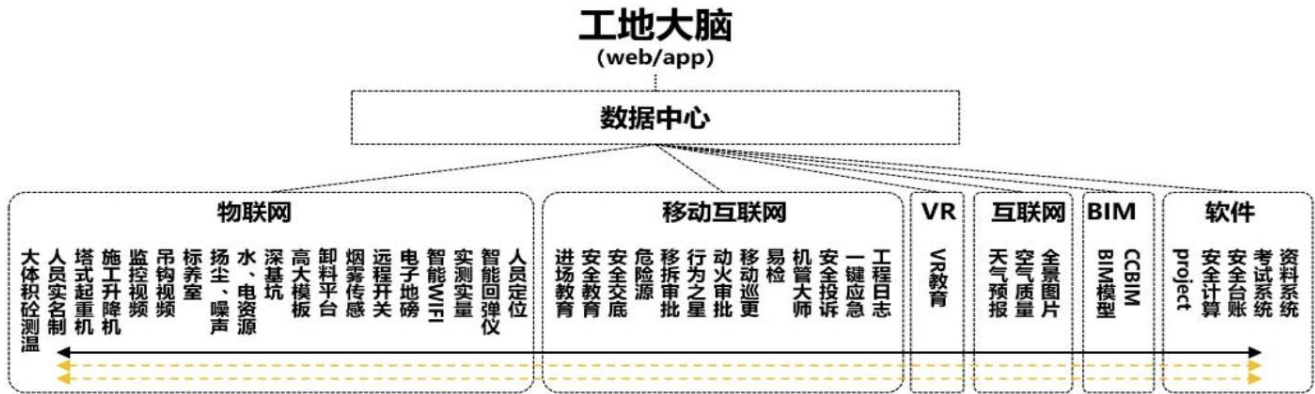 工地大脑
(web/app)
数据中心
物联网
大体积砼测温
人员实名制
塔式起重机
施工升降机
监控视频
吊钩视频
标养室
扬尘、噪声
水、电资源
深基坑
高大模板
卸料平台
烟雾传感
远程开关
电子地磅
智能WIFI
实测实量
智能回弹仪
人员定位
移动互联网
进场教育
安全教育
安全交底
危险源
移拆审批
行为之星
动火审批
移动巡更
易检
机管大师
安全投诉
一键应急
工程日志
VR
VR教育
互联网
天气预报
空气质量
全景图片
BIM
BIM模型
CCBIM
软件
project
安全计算
安全台账
考试系统
资料系统